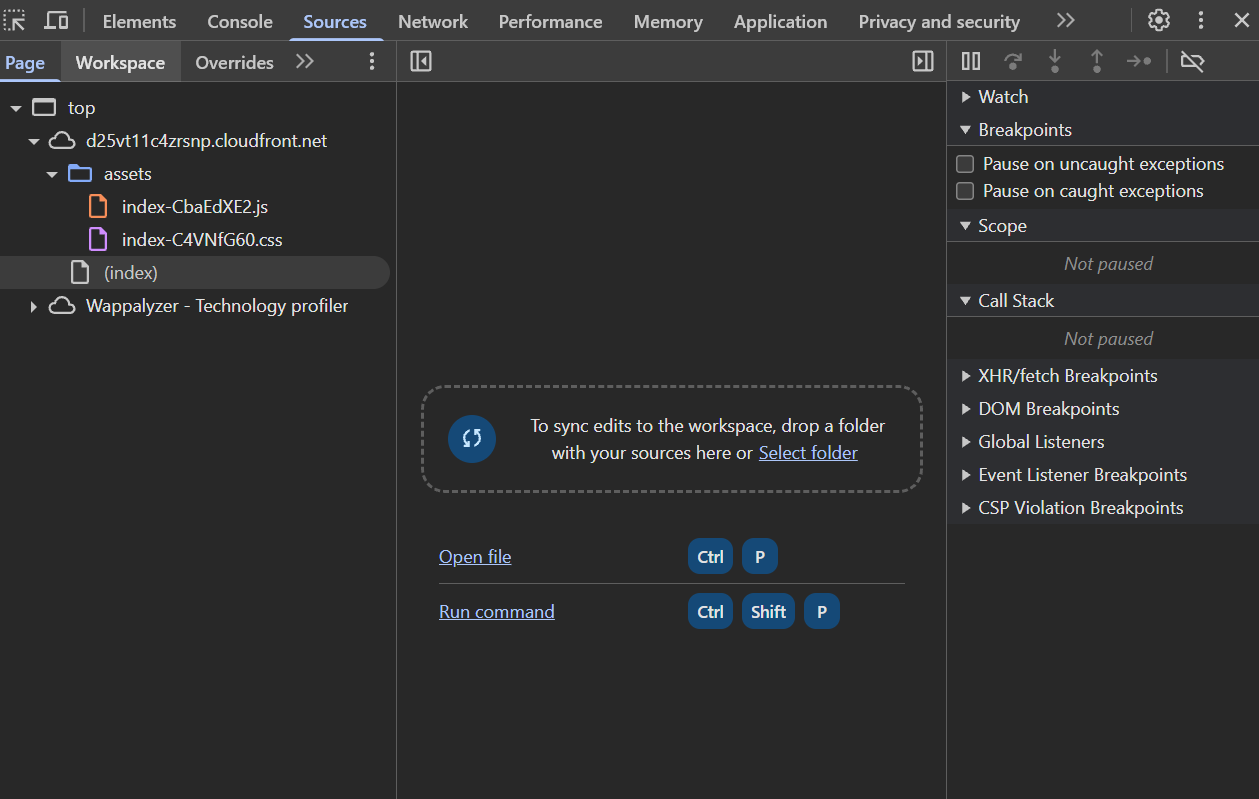 Elements Console Sources Network Performance Memory Application Privacy and security
Page Workspace Overrides
top
d25vt11c4zrsnp.cloudfront.net
assets
index-CbaEdXE2.js
index-C4VNfG60.css
(index)
Wappalyzer - Technology profiler
To sync edits to the workspace, drop a folder
with your sources here or Select folder
Open file Ctrl P
Run command Ctrl Shift P
Watch
Breakpoints
Pause on uncaught exceptions
Pause on caught exceptions
Scope
Not paused
Call Stack
Not paused
XHR/fetch Breakpoints
DOM Breakpoints
Global Listeners
Event Listener Breakpoints
CSP Violation Breakpoints